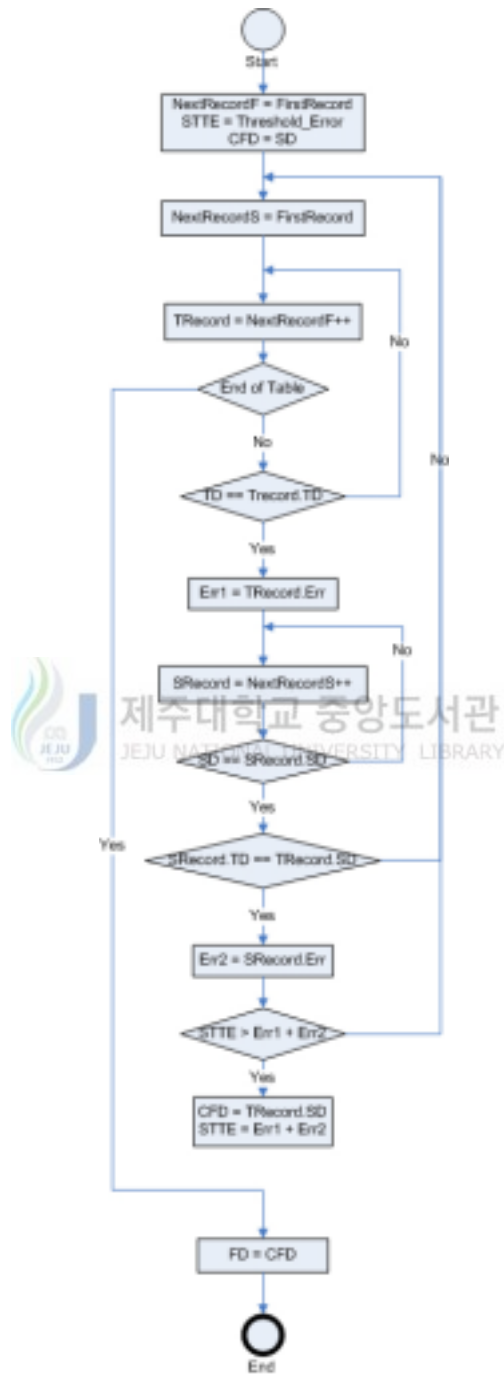 Start
NextRecordF = FirstRecord
STTE = Threshold_Error
CFD = SD
NextRecordS = FirstRecord
TRecord = NextRecordF++
No
End of Table
No
No
TD == Trecord.TD
Yes
Err1 = TRecord.Err
No
SRecord = NextRecordS++
제주대학교 중앙도서관
JEJU NATIONAL UNIVERSITY LIBRARY
JEJU
1952
SD == SRecord.SD
Yes
Yes
SRecord.TD == TRecord.SD
Yes
Err2 = SRecord.Err
STTE > Err1 + Err2
Yes
CFD = TRecord.SD
STTE = Err1 + Err2
FD = CFD
End